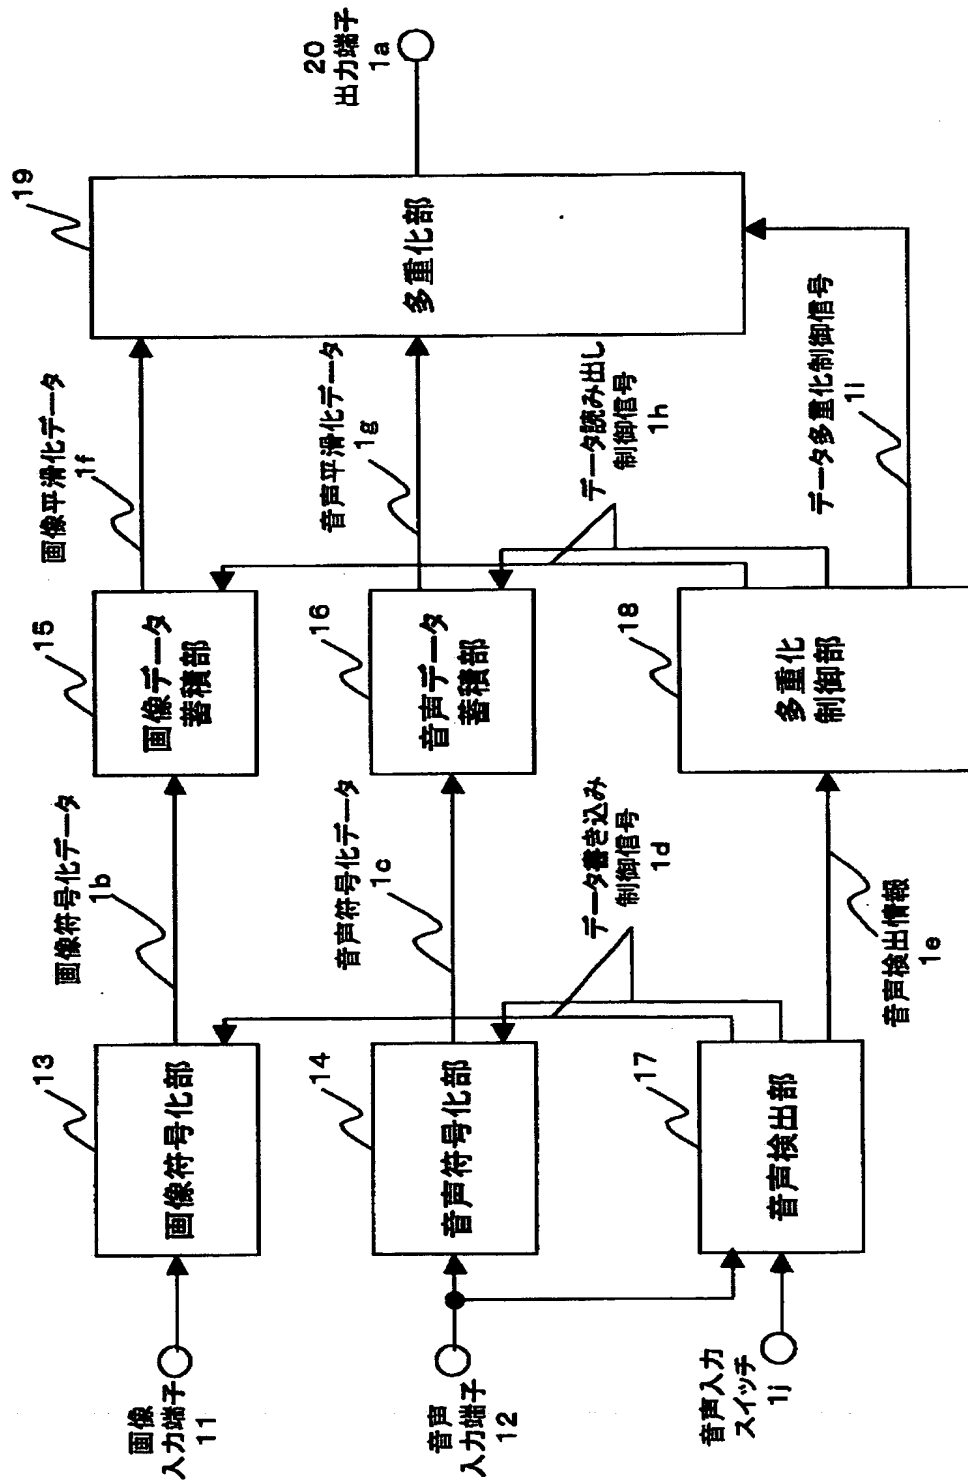 画像
入力端子
11
13
画像符号化部
画像符号化データ
1b
15
画像データ
蓄積部
画像平滑化データ
1f
19
多重化部
20
出力端子
1a
音声
入力端子
12
14
音声符号化部
音声符号化データ
1c
16
音声データ
蓄積部
音声平滑化データ
1g
データ書き込み
制御信号
1d
データ読み出し
制御信号
1h
音声入力
スイッチ
1j
17
音声検出部
音声検出情報
1e
18
多重化
制御部
データ多重化制御信号
1i